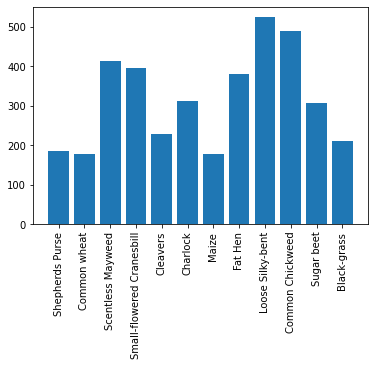 500
400
300
200
100
0
Shepherds Purse
Common wheat
Scentless Mayweed
Small-flowered Cranesbill
Cleavers
Charlock
Maize
Fat Hen
Loose Silky-bent
Common Chickweed
Sugar beet
Black-grass